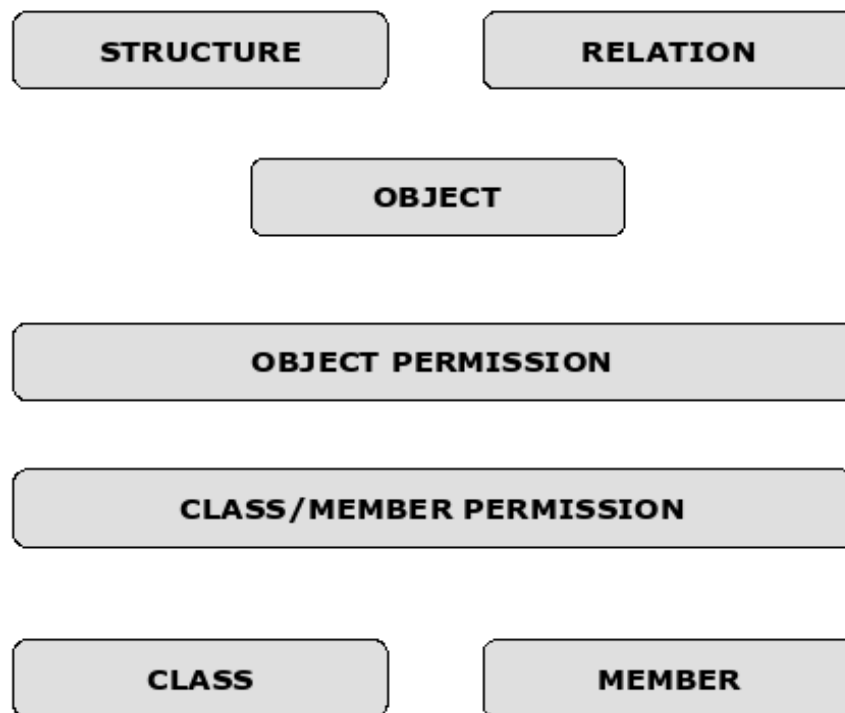 STRUCTURE
RELATION
OBJECT
OBJECT PERMISSION
CLASS/MEMBER PERMISSION
CLASS
MEMBER